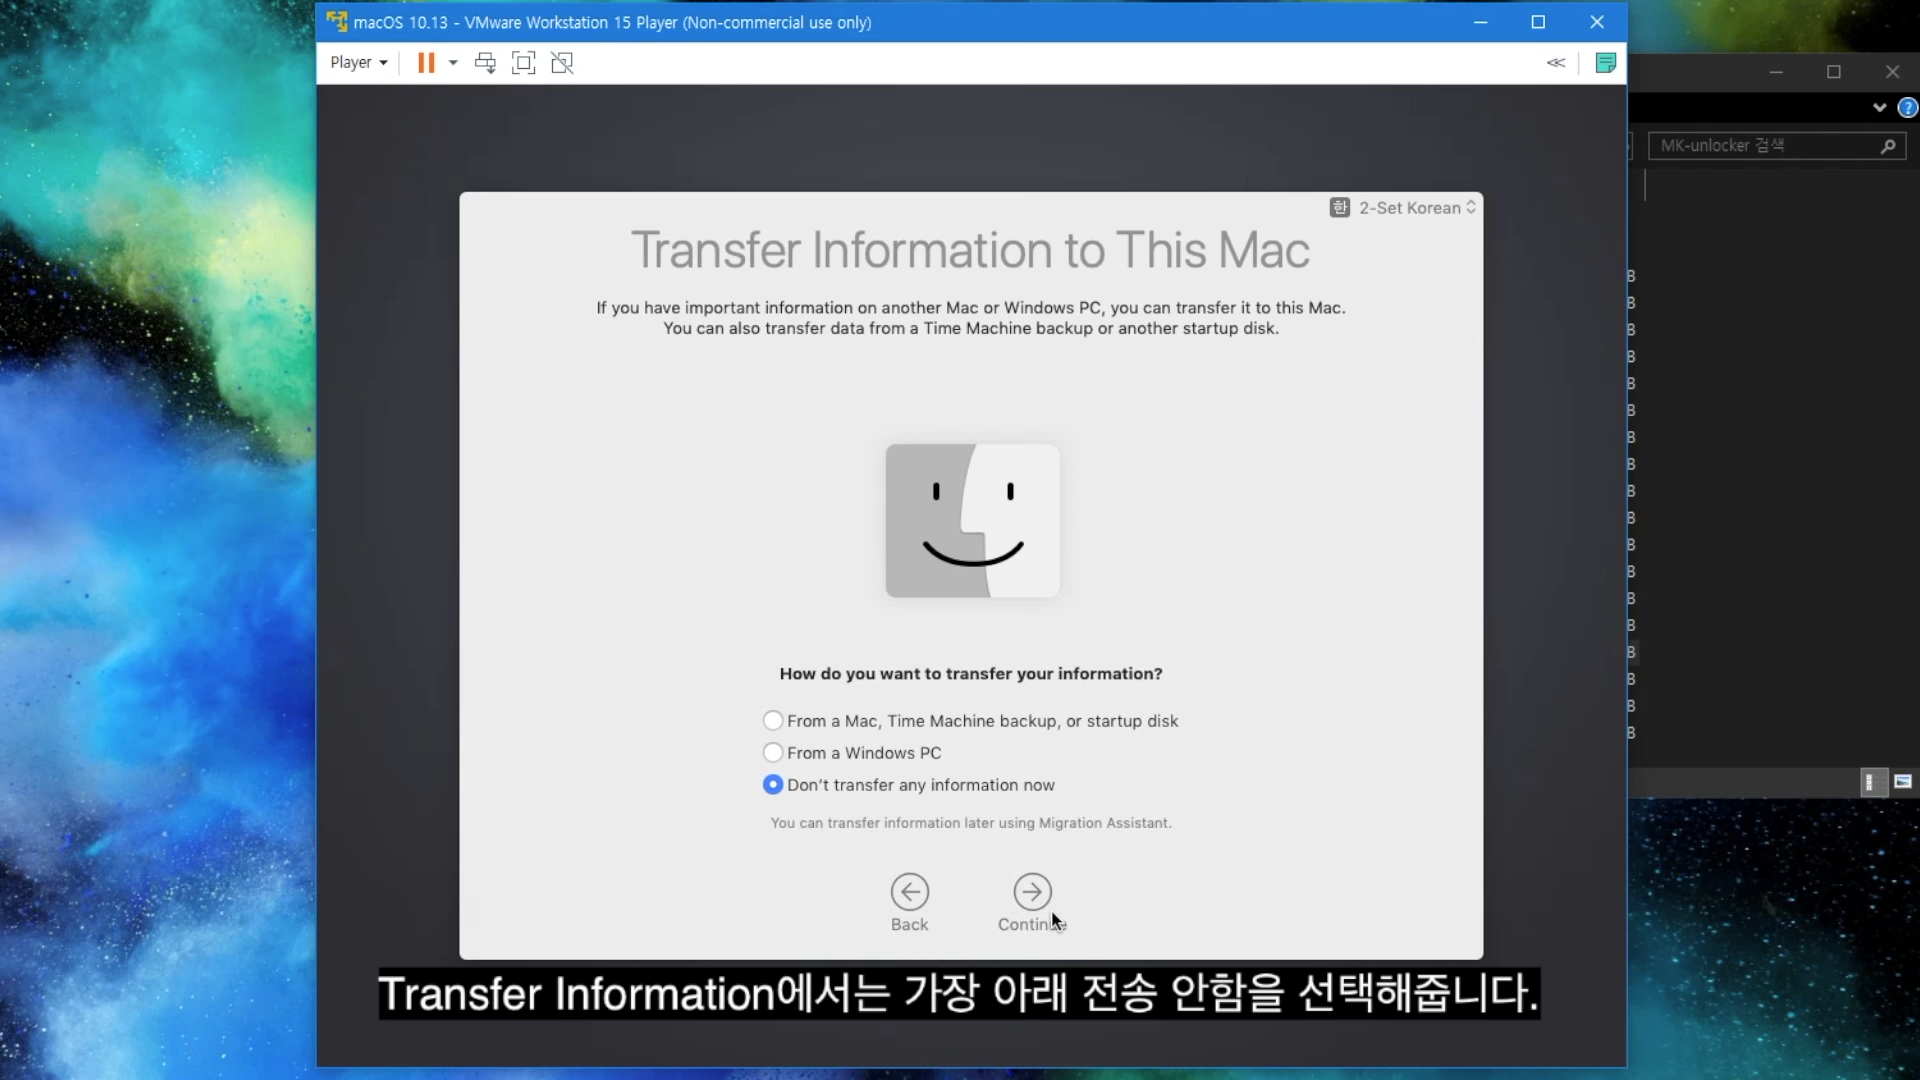 macOS 10.13 - VMware Workstation 15 Player (Non-commercial use only)
Player
MK-unlocker 검색
한 2-Set Korean
Transfer Information to This Mac
If you have important information on another Mac or Windows PC, you can transfer it to this Mac.
You can also transfer data from a Time Machine backup or another startup disk.
How do you want to transfer your information?
From a Mac, Time Machine backup, or startup disk
From a Windows PC
Don't transfer any information now
You can transfer information later using Migration Assistant.
Back
Continue
Transfer Information에서는 가장 아래 전송 안함을 선택해줍니다.